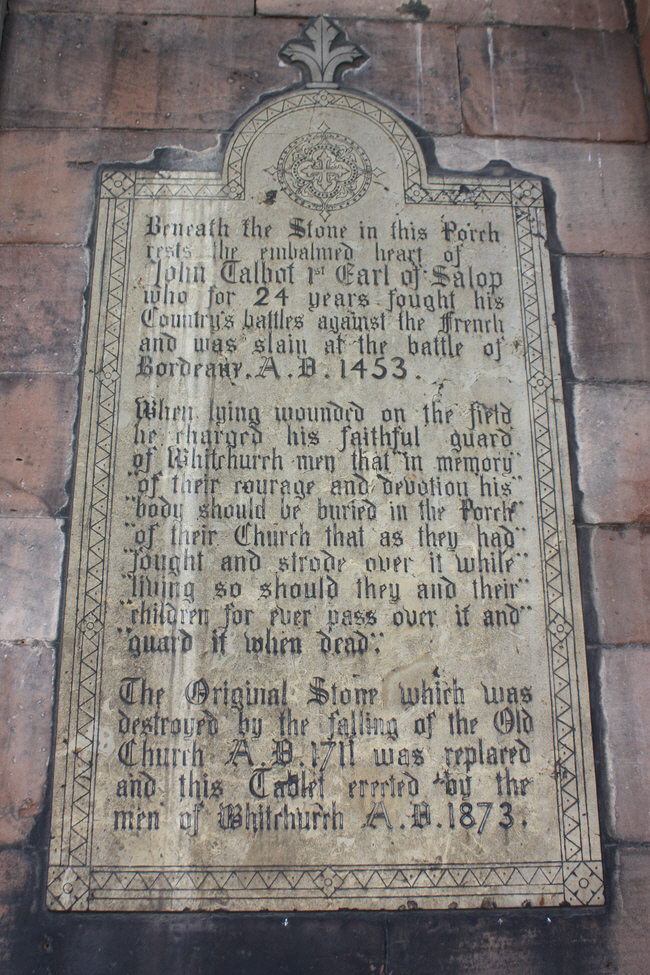 Beneath the Stone in this Porch
rests the embalmed heart of
John Talbot 1st Earl of Salop
who for 24 years fought his
Country's battles against the French
and was slain at the battle of
Bordeaux. A.D. 1453.
When lying wounded on the field
he charged his faithful guard
of Whitchurch men that "in memory"
"of their courage and devotion his"
"body should be buried in the Porch"
"of their Church that as they had"
"fought and strode over it while"
"living so should they and their"
"children for ever pass over it and"
"guard it when dead".
The Original Stone which was
destroyed by the falling of the Old
Church A.D. 1711 was replaced
and this Tablet erected by the
men of Whitchurch A.D. 1873.